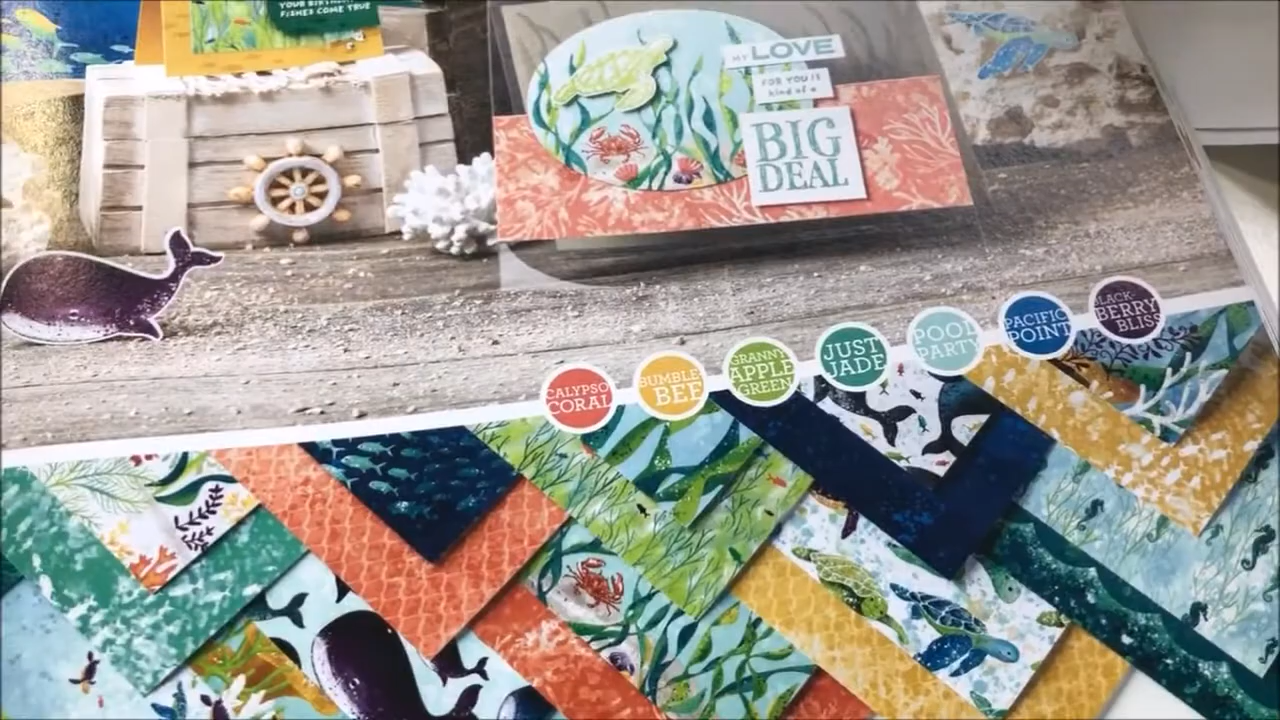 YOUR BIRTHDAY
FISHES COME TRUE
MY LOVE
FOR YOU IS
kind of a
BIG
DEAL
CALYPSO
CORAL
BUMBLE-
BEE
GRANNY
APPLE
GREEN
JUST
JADE
POOL
PARTY
PACIFIC
POINT
BLACK-
BERRY
BLISS